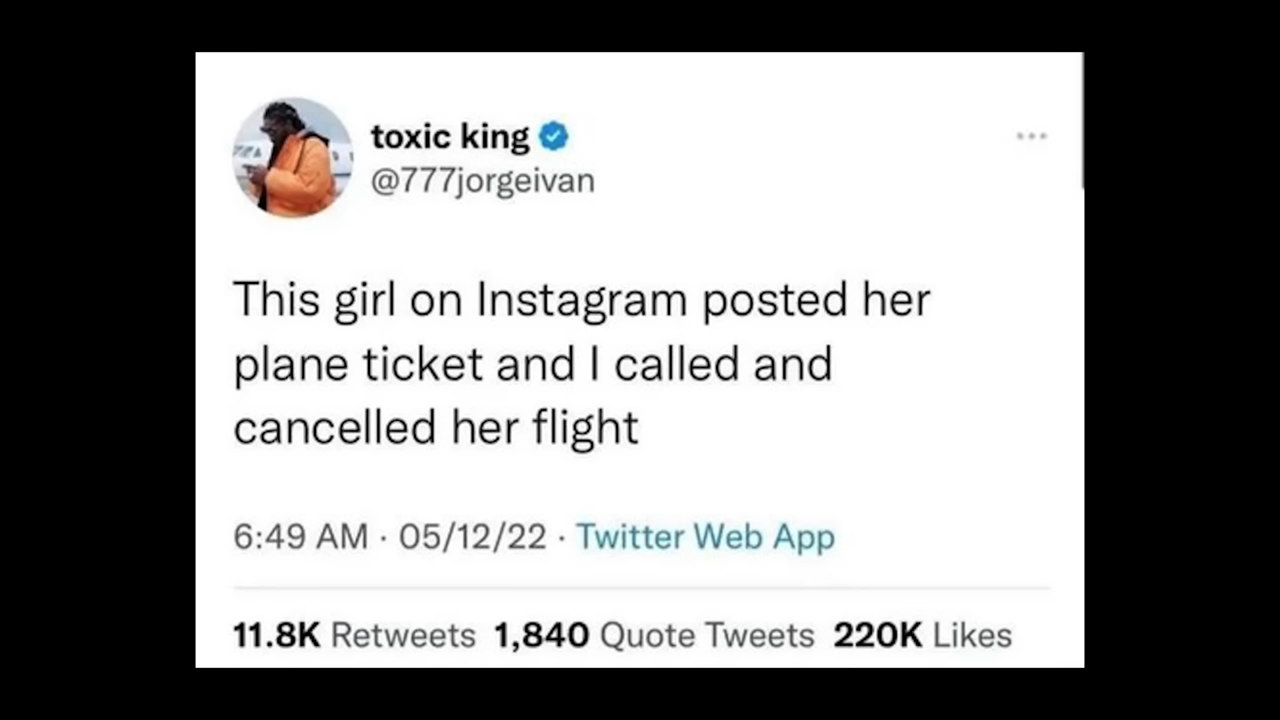 toxic king
@777jorgeivan
This girl on Instagram posted her
plane ticket and I called and
cancelled her flight
6:49 AM · 05/12/22 · Twitter Web App
11.8K Retweets 1,840 Quote Tweets 220K Likes